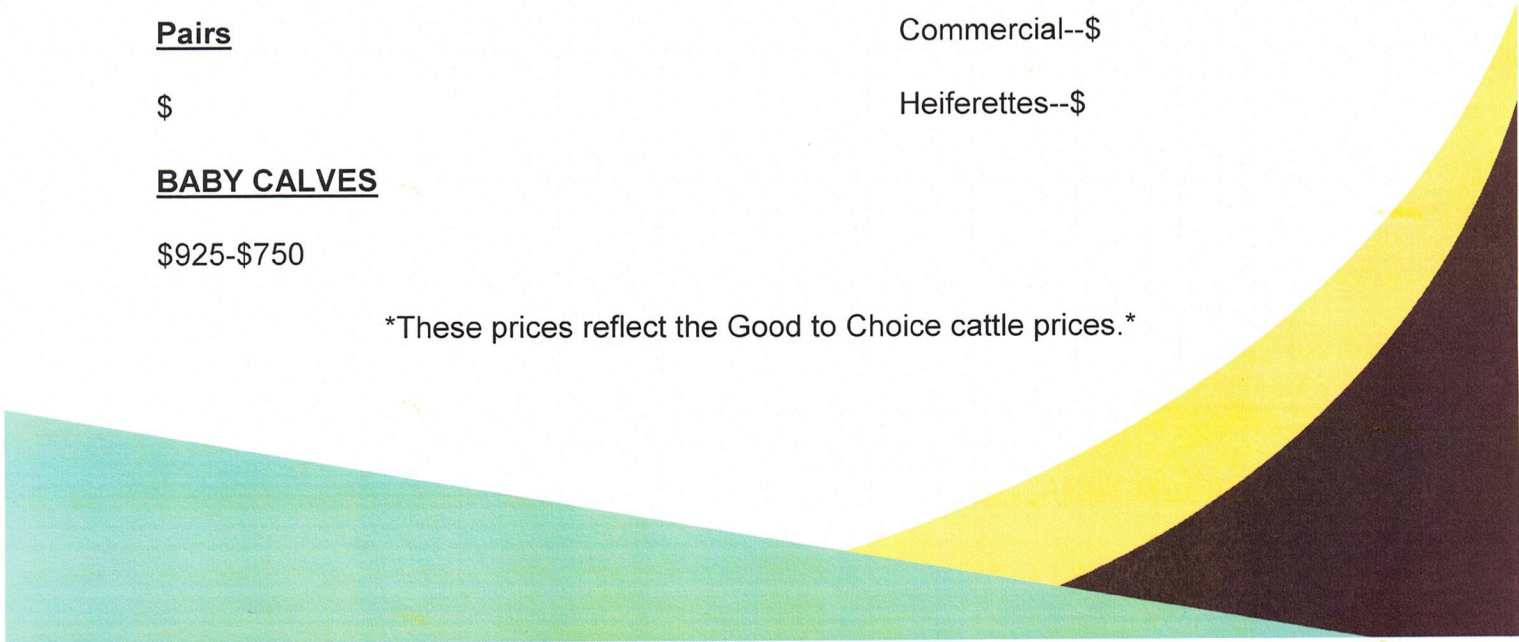 Pairs
$
BABY CALVES
$925-$750
Commercial--$
Heiferettes--$
*These prices reflect the Good to Choice cattle prices.*